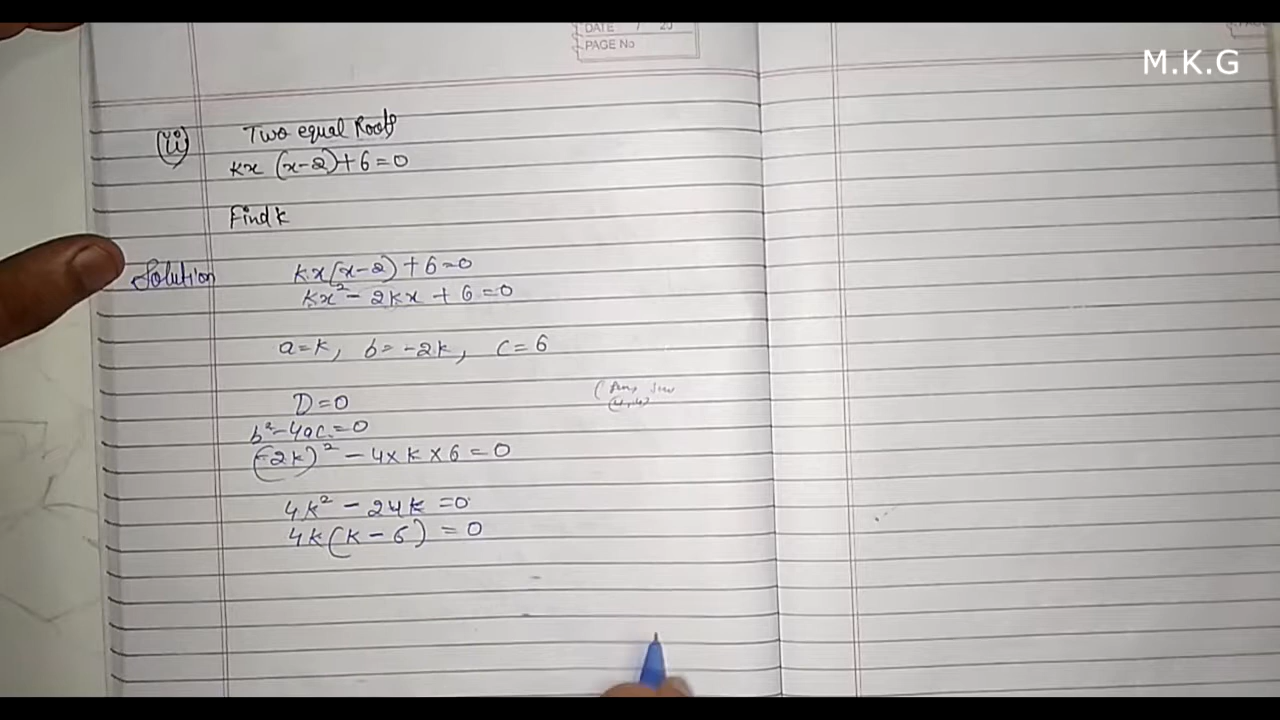 DATE / 20
PAGE No
M.K.G
(ii) Two equal Roots
kx (x-2)+6=0
Find k
Solution kx(x-2)+6=0
kx² - 2kx + 6 = 0
a=k, b= -2k, c= 6
D=0
b²-4ac=0
(-2k)² - 4×k×6 = 0
4k² - 24k = 0
4k(k-6) = 0